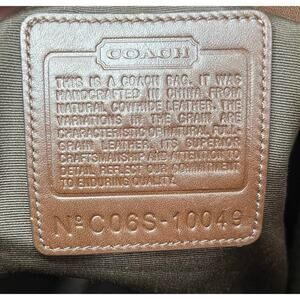 COACH
THIS IS A COACH BAG. IT WAS
HANDCRAFTED IN CHINA FROM
NATURAL COWHIDE LEATHER. THE
VARIATIONS IN THE GRAIN ARE
CHARACTERISTIC OF NATURAL FULL
GRAIN LEATHER. ITS SUPERIOR
CRAFTSMANSHIP AND ATTENTION TO
DETAIL REFLECT OUR COMMITMENT
TO ENDURING QUALITY.
Nº C06S-10049